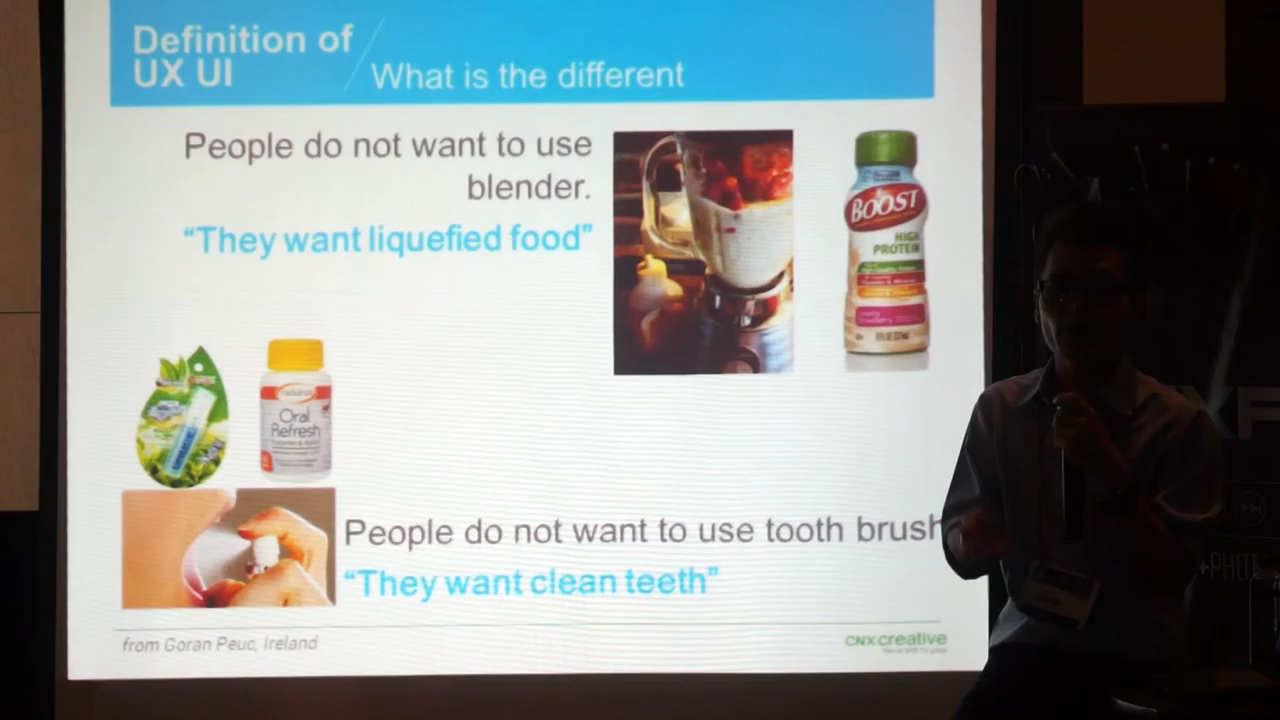 Definition of
UX UI
What is the different
People do not want to use
blender.
“They want liquefied food”
BOOST
HIGH
PROTEIN
Oral
Refresh
People do not want to use tooth brush
“They want clean teeth”
from Goran Peuc, Ireland
CNXcreative
+PHOT